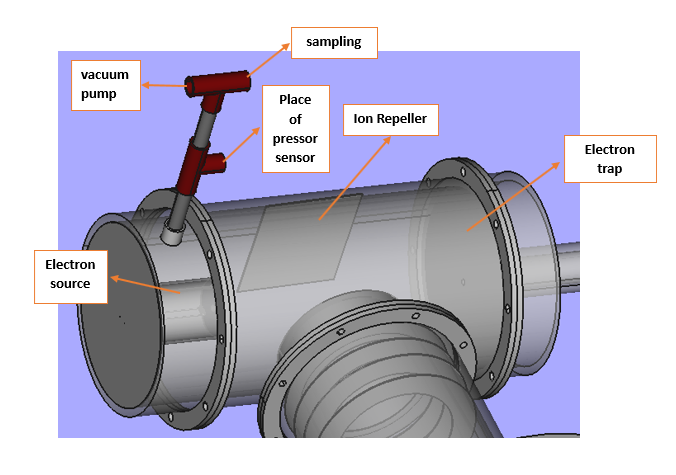 sampling
vacuum
pump
Place
of
pressor
sensor
Ion Repeller
Electron
trap
Electron
source